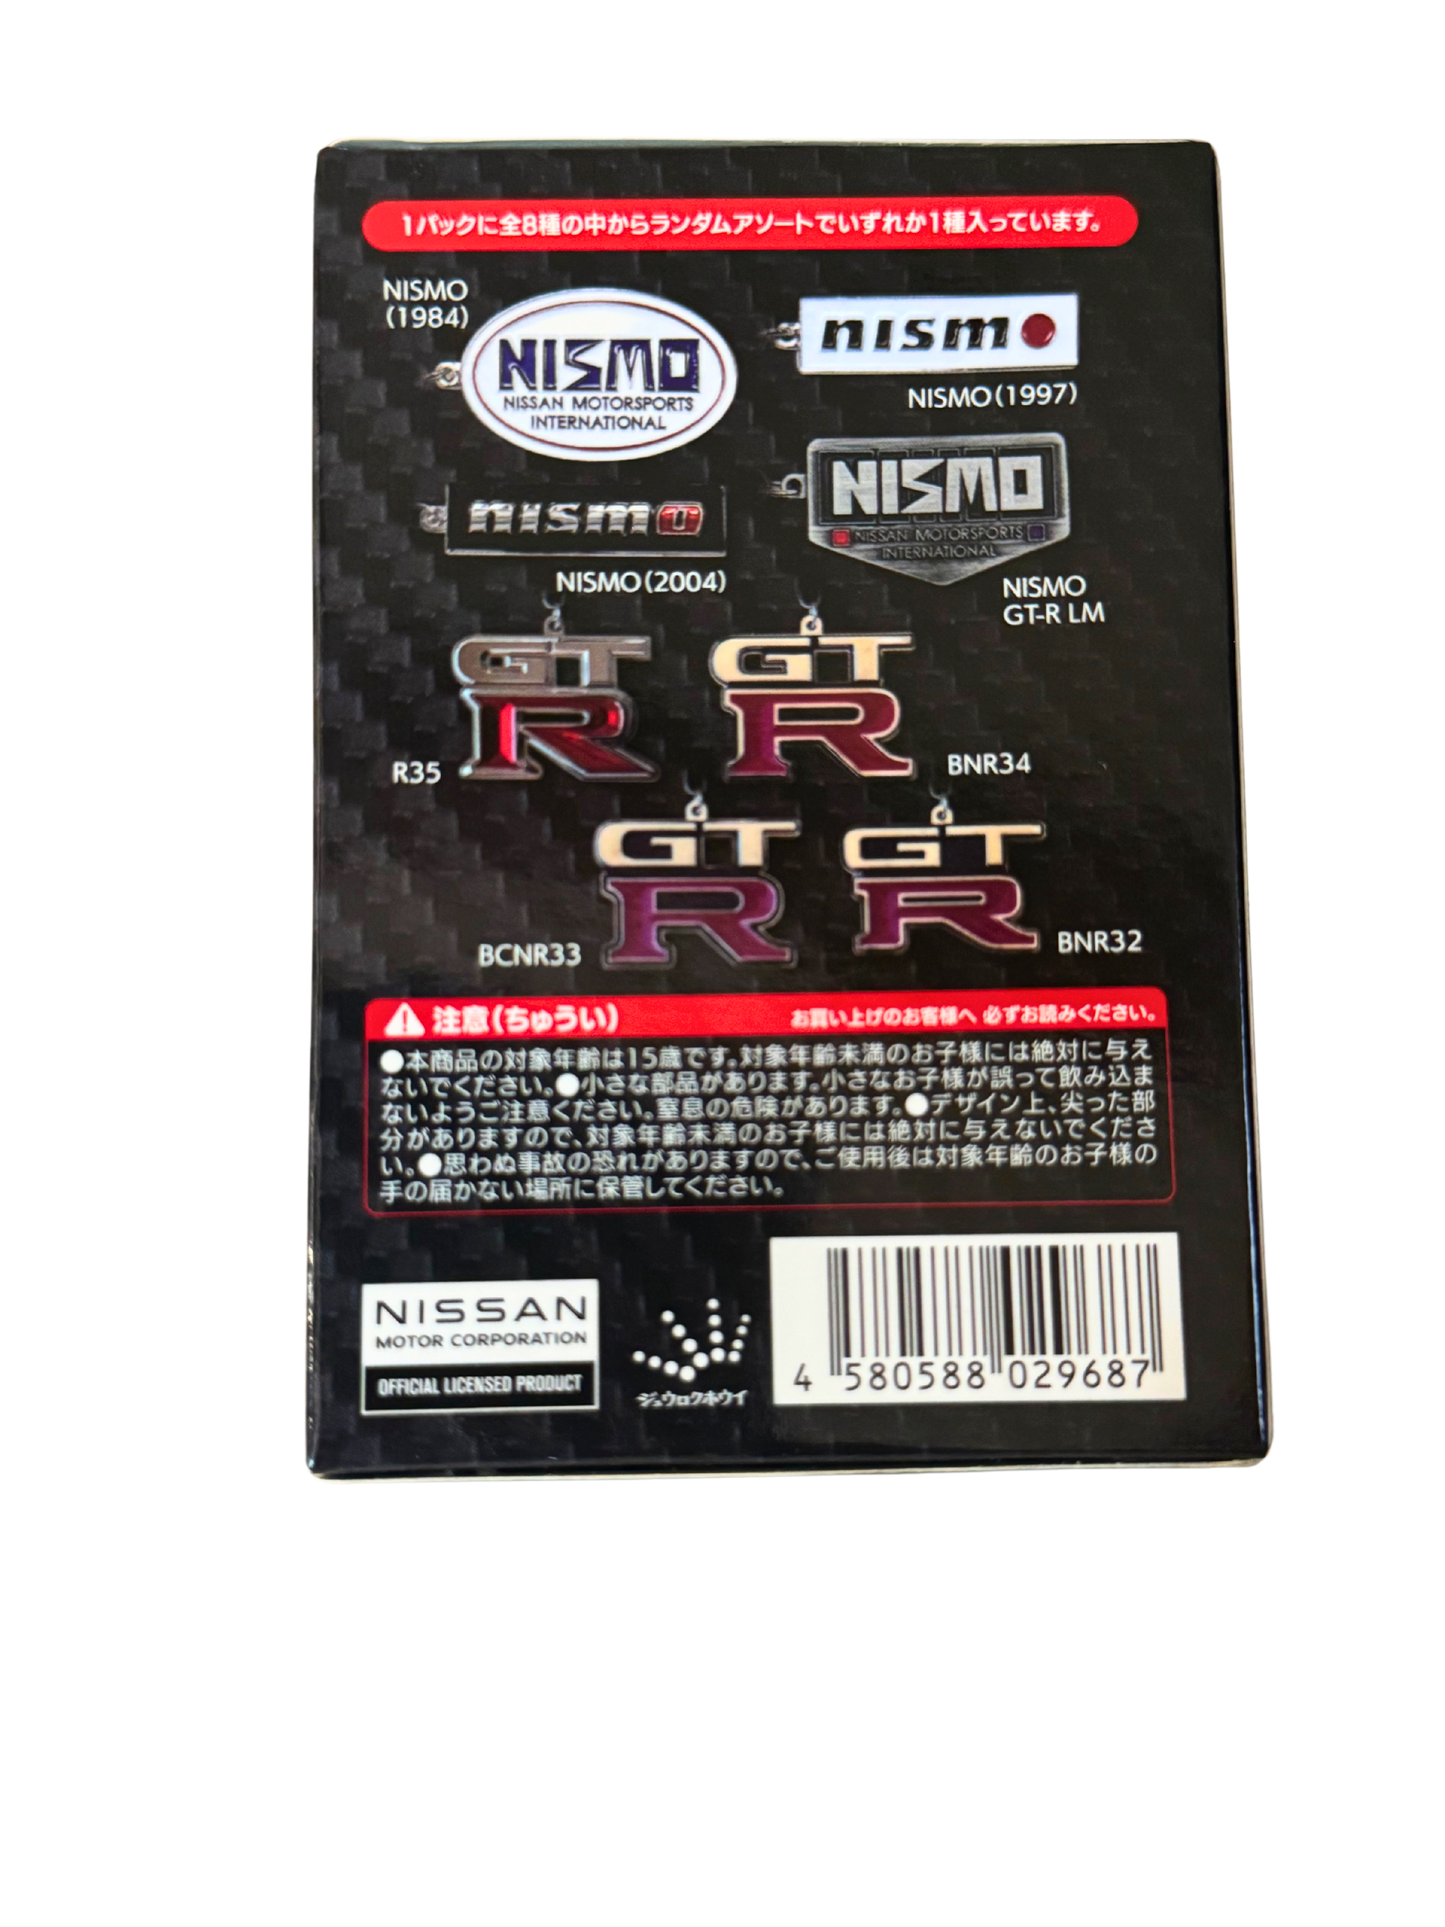 1パックに全8種の中からランダムアソートでいずれか1種入っています。
NISMO
(1984)
NISMO
NISSAN MOTORSPORTS
INTERNATIONAL
nismo
NISMO(1997)
nismo
NISMO(2004)
NISMO
NISSAN MOTORSPORTS
INTERNATIONAL
NISMO
GT-R LM
GT
R
R35
GT
R
BNR34
GT
R
BCNR33
GT
R
BNR32
注意(ちゅうい)
お買い上げのお客様へ 必ずお読みください。
●本商品の対象年齢は15歳です。対象年齢未満のお子様には絶対に与え
ないでください。●小さな部品があります。小さなお子様が誤って飲み込ま
ないようご注意ください。窒息の危険があります。●デザイン上、尖った部
分がありますので、対象年齢未満のお子様には絶対に与えないでくださ
い。●思わぬ事故の恐れがありますので、ご使用後は対象年齢のお子様の
手の届かない場所に保管してください。
NISSAN
MOTOR CORPORATION
OFFICIAL LICENSED PRODUCT
ジュウロクホウイ
4 580588 029687